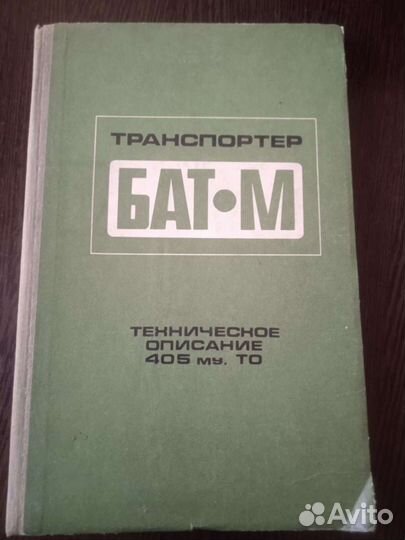 ТРАНСПОРТЕР
БАТ•М
ТЕХНИЧЕСКОЕ
ОПИСАНИЕ
405 му. ТО
Avito